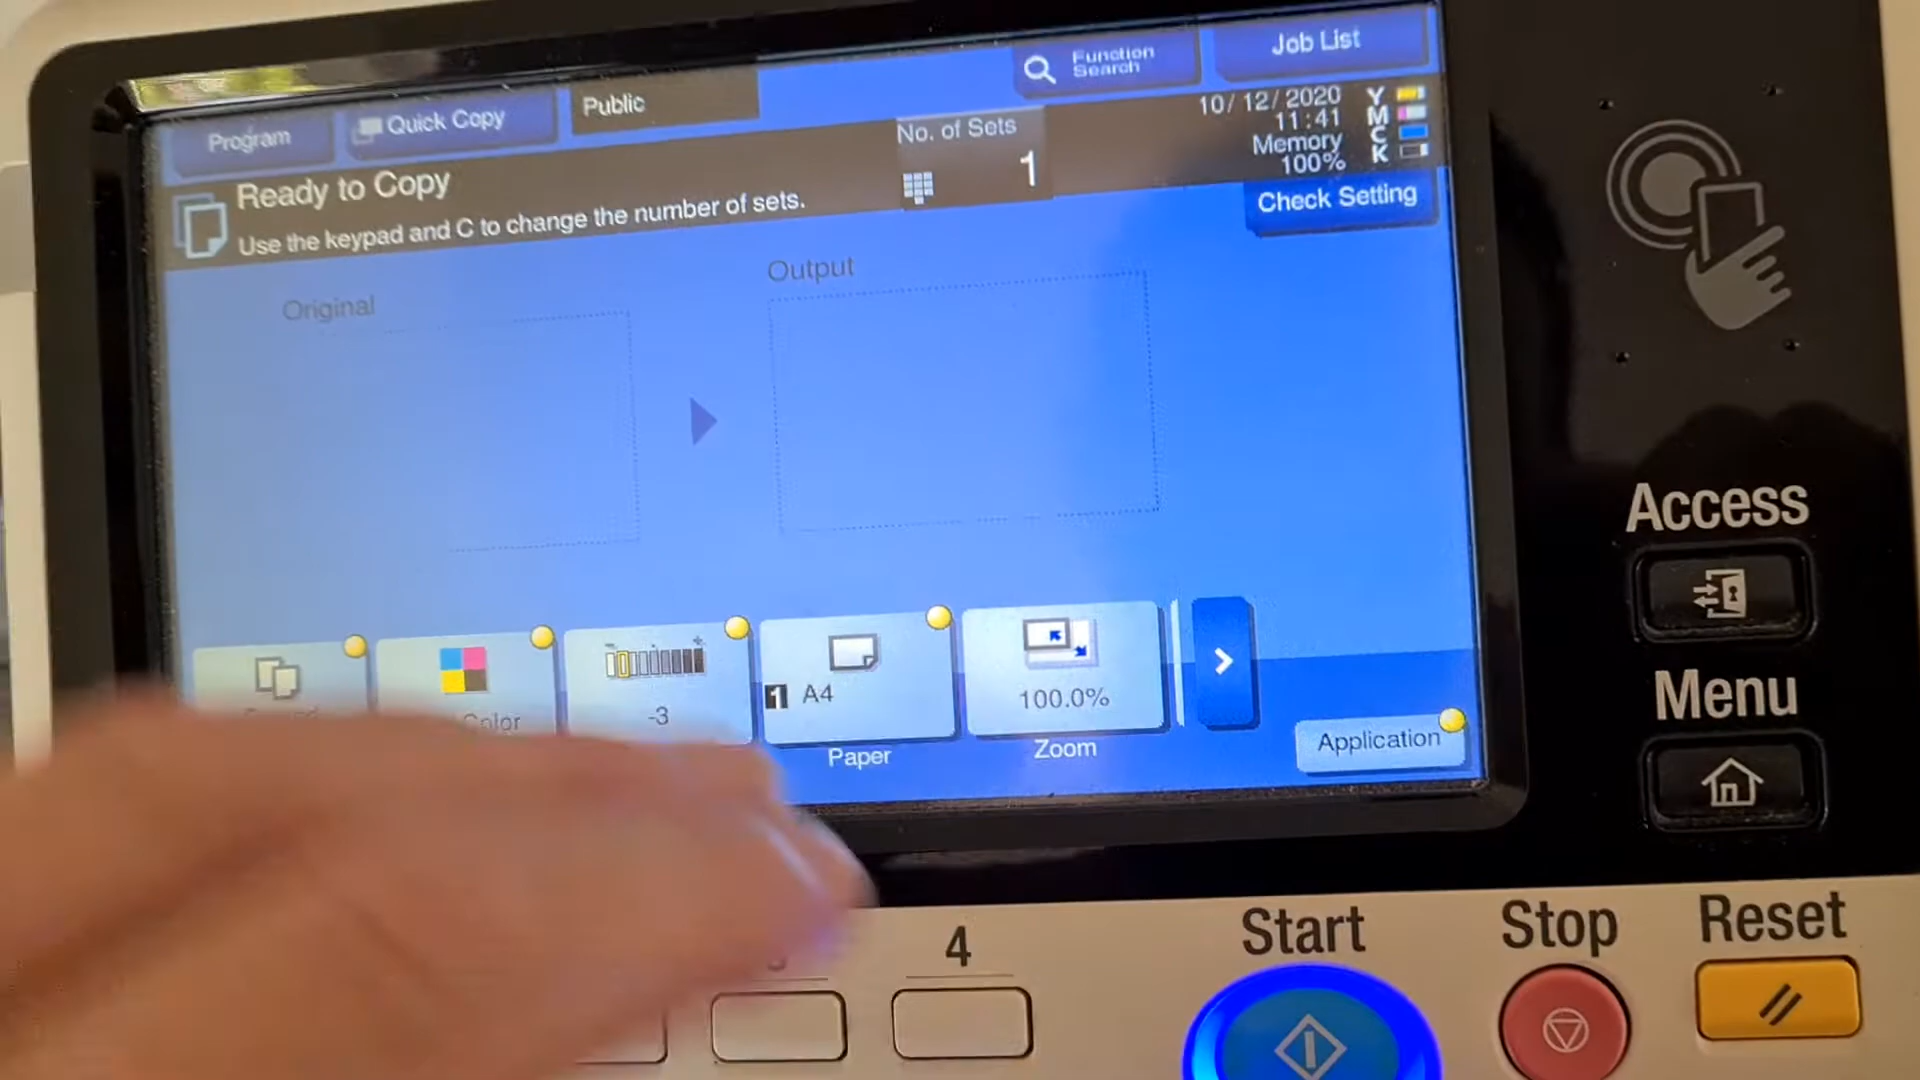 Function
Search
Job List
Program
Quick Copy
Public
No. of Sets
1
10/12/2020
11:41
Memory
100%
Y
M
C
K
Ready to Copy
Use the keypad and C to change the number of sets.
Check Setting
Original
Output
Color
-3
1 A4
100.0%
Paper
Zoom
Application
Access
Menu
4
Start
Stop
Reset